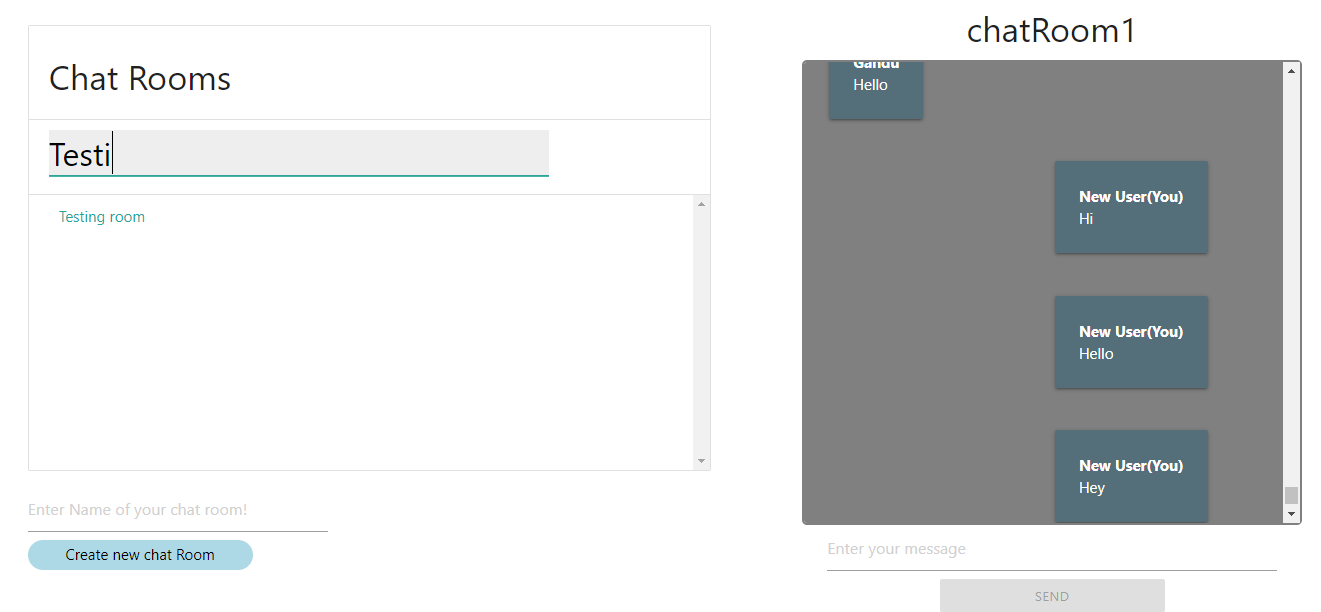 Chat Rooms
Testi
Testing room
Enter Name of your chat room!
Create new chat Room
chatRoom1
Gandu
Hello
New User(You)
Hi
New User(You)
Hello
New User(You)
Hey
Enter your message
SEND